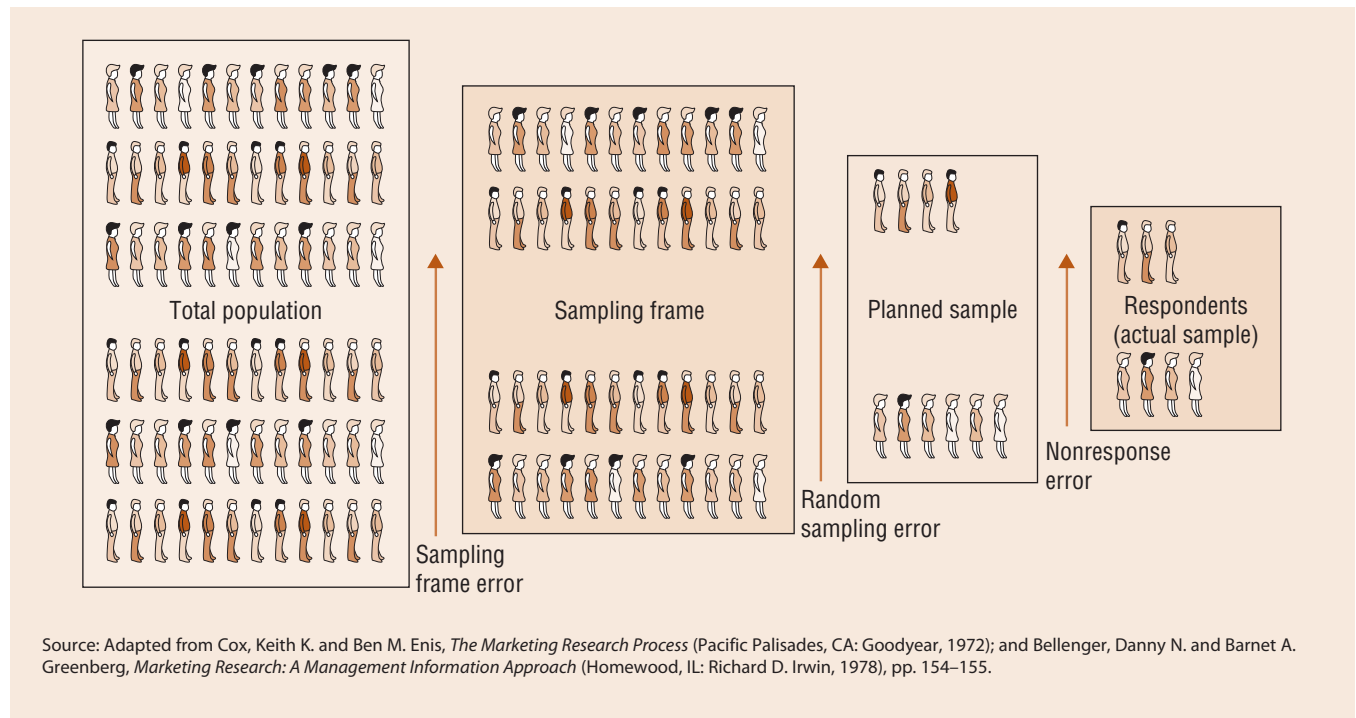 Total population
Sampling
frame error
Sampling frame
Random
sampling error
Planned sample
Nonresponse
error
Respondents
(actual sample)
Source: Adapted from Cox, Keith K. and Ben M. Enis, The Marketing Research Process (Pacific Palisades, CA: Goodyear, 1972); and Bellenger, Danny N. and Barnet A.
Greenberg, Marketing Research: A Management Information Approach (Homewood, IL: Richard D. Irwin, 1978), pp. 154–155.